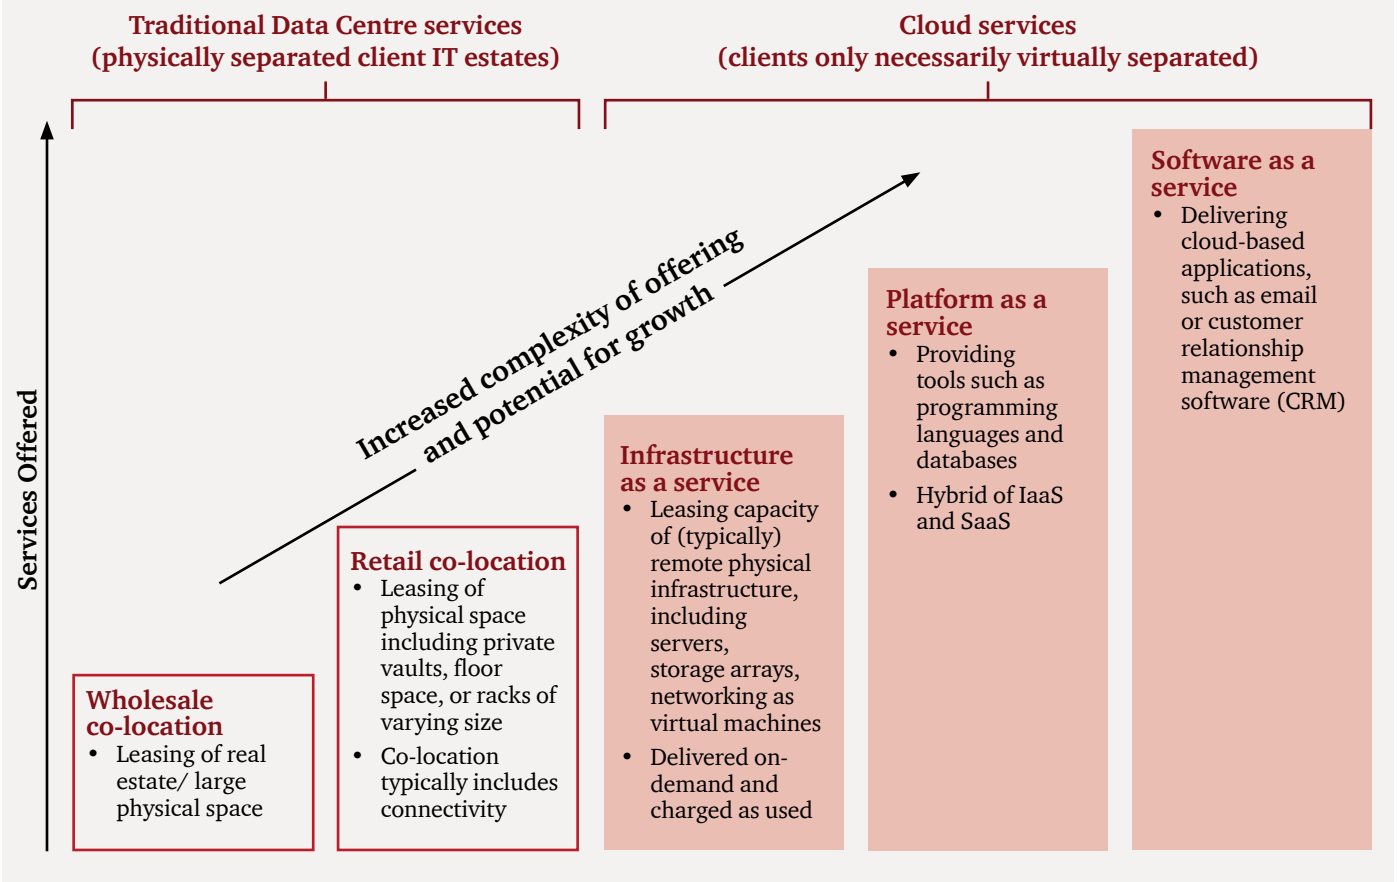 Traditional Data Centre services
(physically separated client IT estates)
Cloud services
(clients only necessarily virtually separated)
Services Offered
Increased complexity of offering
and potential for growth
Wholesale
co-location
• Leasing of real
estate/ large
physical space
Retail co-location
• Leasing of
physical space
including private
vaults, floor
space, or racks of
varying size
• Co-location
typically includes
connectivity
Infrastructure
as a service
• Leasing capacity
of (typically)
remote physical
infrastructure,
including
servers,
storage arrays,
networking as
virtual machines
• Delivered on-
demand and
charged as used
Platform as a
service
• Providing
tools such as
programming
languages and
databases
• Hybrid of IaaS
and SaaS
Software as a
service
• Delivering
cloud-based
applications,
such as email
or customer
relationship
management
software (CRM)